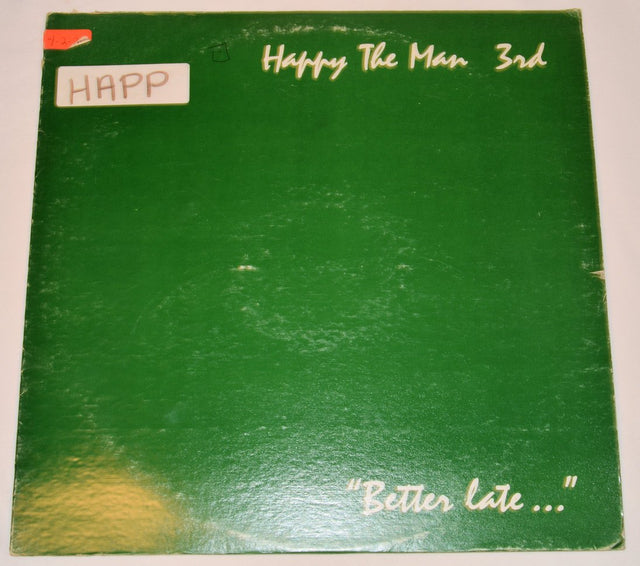 Happy The Man 3rd
HAPP
"Better late..."